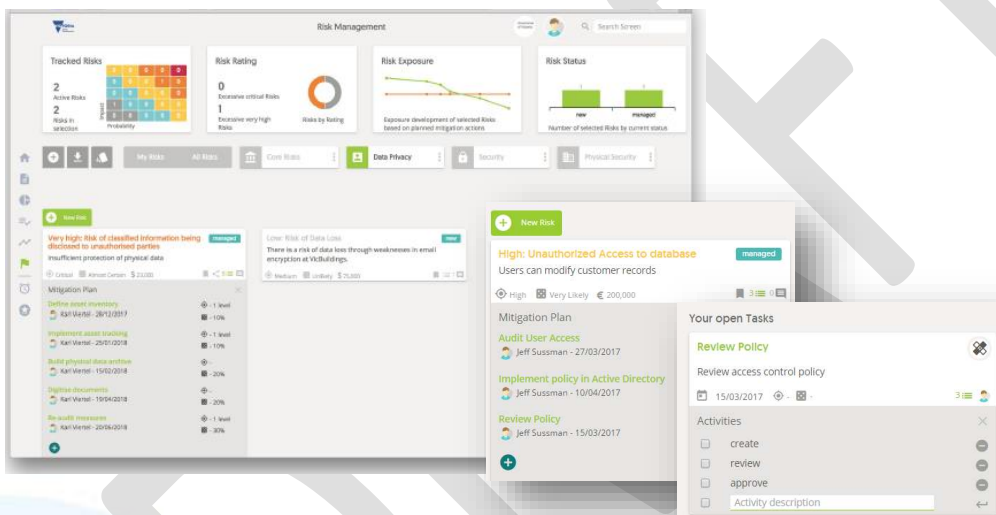 Risk Management
Search Screen
Tracked Risks
2
Active Risks
2
Risks in
selection
Impact
Probability
Risk Rating
0
Excessive critical Risks
1
Excessive very high
Risks
Risks by Rating
Risk Exposure
Exposure development of selected Risks
based on planned mitigation actions
Risk Status
new
managed
Number of selected Risks by current status
My Risks
All Risks
Core Risks
Data Privacy
Security
Physical Security
New Risk
Very high: Risk of classified information being
disclosed to unauthorised parties
managed
Insufficient protection of physical data
Critical Almost Certain
Mitigation Plan
Define asset inventory
Karl Viertel - 28/12/2017
- 1 level
- 10%
Implement asset tracking
Karl Viertel - 25/01/2018
- 1 level
- 10%
Build physical data archive
Karl Viertel - 15/02/2018
-
- 20%
Digitise documents
Karl Viertel - 19/04/2018
-
- 20%
Re-audit measures
Karl Viertel - 20/06/2018
- 1 level
- 30%
Low: Risk of Data Loss
new
There is a risk of data loss through weaknesses in email
encryption at VicBuildings.
Medium Unlikely
New Risk
High: Unauthorized Access to database
managed
Users can modify customer records
High Very Likely € 200,000
3 0
Mitigation Plan
Audit User Access
Jeff Sussman - 27/03/2017
Implement policy in Active Directory
Jeff Sussman - 10/04/2017
Review Policy
Jeff Sussman - 15/03/2017
Your open Tasks
Review Policy
Review access control policy
15/03/2017 - -
3
Activities
create
review
approve
Activity description